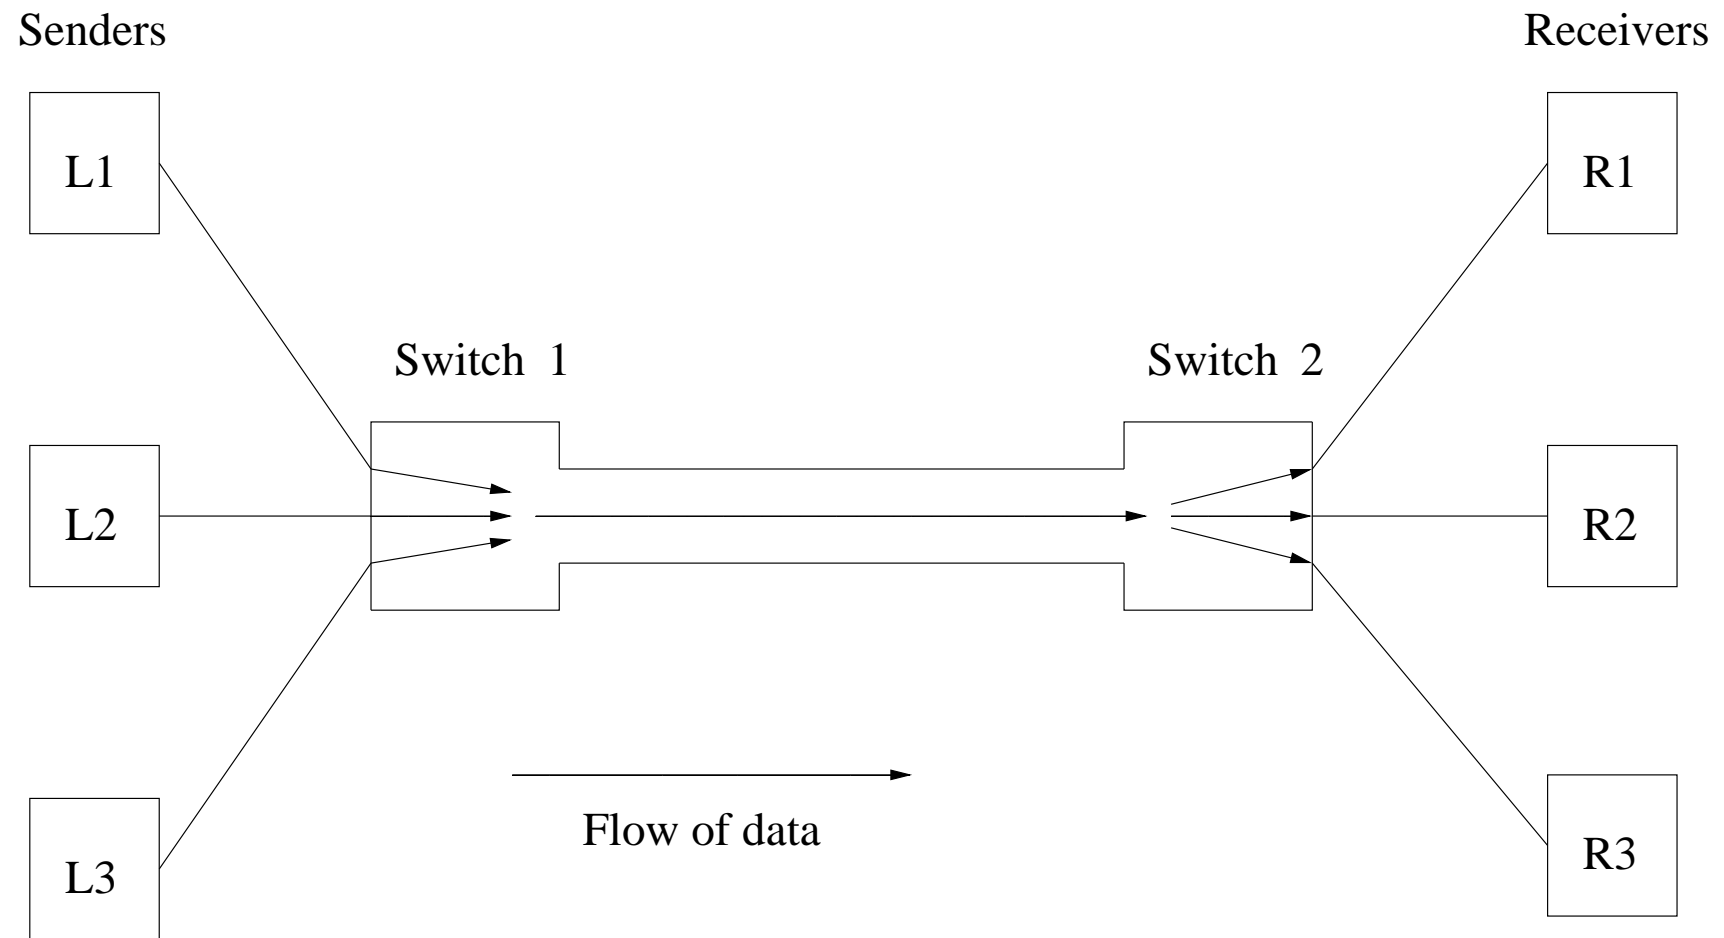 Senders
Receivers
L1
R1
Switch 1
Switch 2
L2
R2
Flow of data
L3
R3